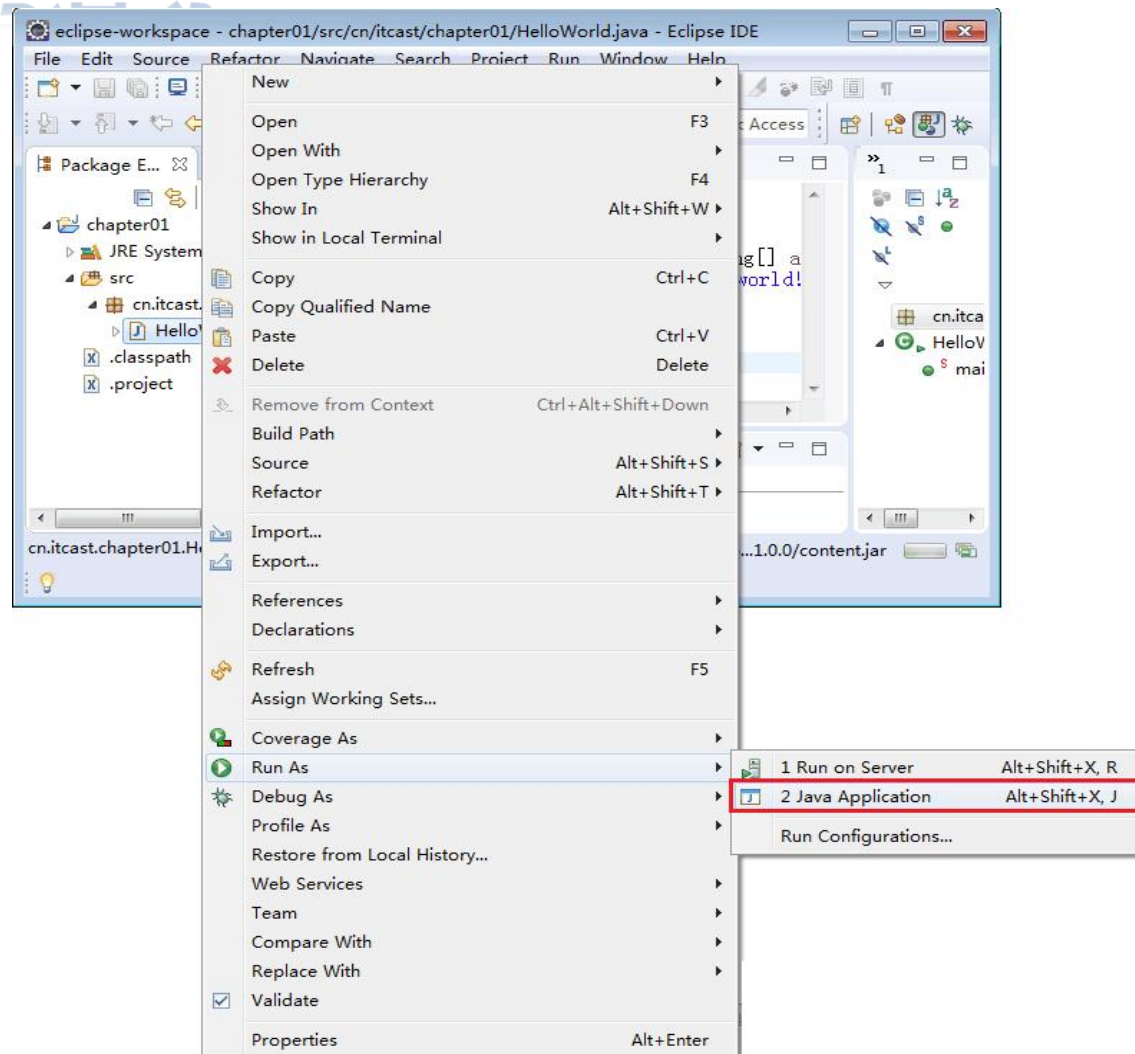 eclipse-workspace - chapter01/src/cn/itcast/chapter01/HelloWorld.java - Eclipse IDE
File Edit Source Refactor Navigate Search Project Run Window Help
Access
Package E...
1
chapter01
JRE System
src
cn.itcast.
.classpath
.project
New
Open F3
Open With
Open Type Hierarchy F4
Show In Alt+Shift+W
Show in Local Terminal
Copy Ctrl+C
Copy Qualified Name
Paste Ctrl+V
Delete Delete
Remove from Context Ctrl+Alt+Shift+Down
Build Path
Source Alt+Shift+S
Refactor Alt+Shift+T
Import...
Export...
References
Declarations
Refresh F5
Assign Working Sets...
Coverage As
Run As
Debug As
Profile As
Restore from Local History...
Web Services
Team
Compare With
Replace With
Validate
Properties Alt+Enter
1 Run on Server Alt+Shift+X, R
2 Java Application Alt+Shift+X, J
Run Configurations...
ng[] a
world!
cn.itca
mai
cn.itcast.chapter01.He
...1.0.0/content.jar